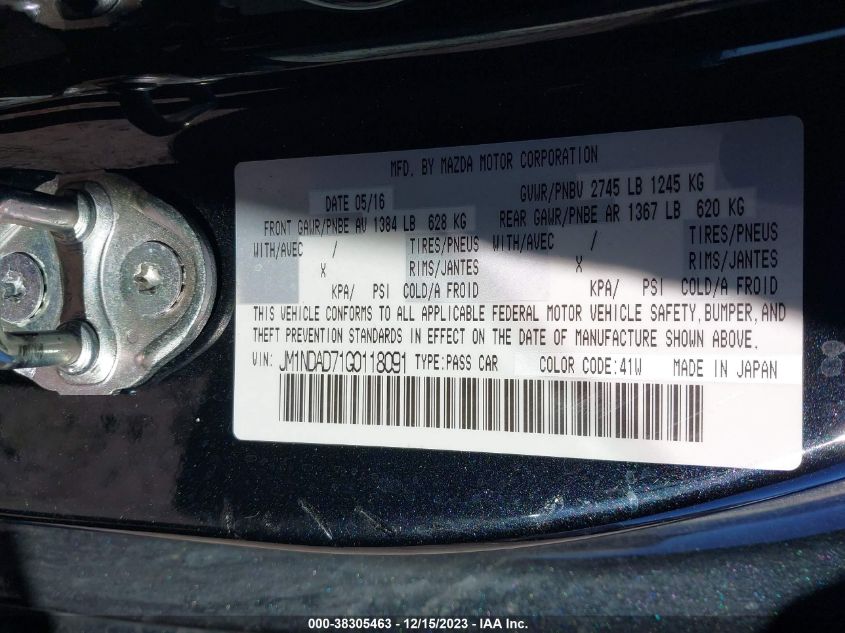 MFD. BY MAZDA MOTOR CORPORATION
DATE 05/16 GVWR/PNBV 2745 LB 1245 KG
FRONT GAWR/PNBE AV 1384 LB 628 KG REAR GAWR/PNBE AR 1367 LB 620 KG
WITH/AVEC / TIRES/PNEUS WITH/AVEC / TIRES/PNEUS
X RIMS/JANTES X RIMS/JANTES
KPA/ PSI COLD/A FROID KPA/ PSI COLD/A FROID
THIS VEHICLE CONFORMS TO ALL APPLICABLE FEDERAL MOTOR VEHICLE SAFETY, BUMPER, AND
THEFT PREVENTION STANDARDS IN EFFECT ON THE DATE OF MANUFACTURE SHOWN ABOVE.
VIN: JM1NDAD71G0118091 TYPE:PASS CAR COLOR CODE:41W MADE IN JAPAN
000-38305463 - 12/15/2023 - IAA Inc.